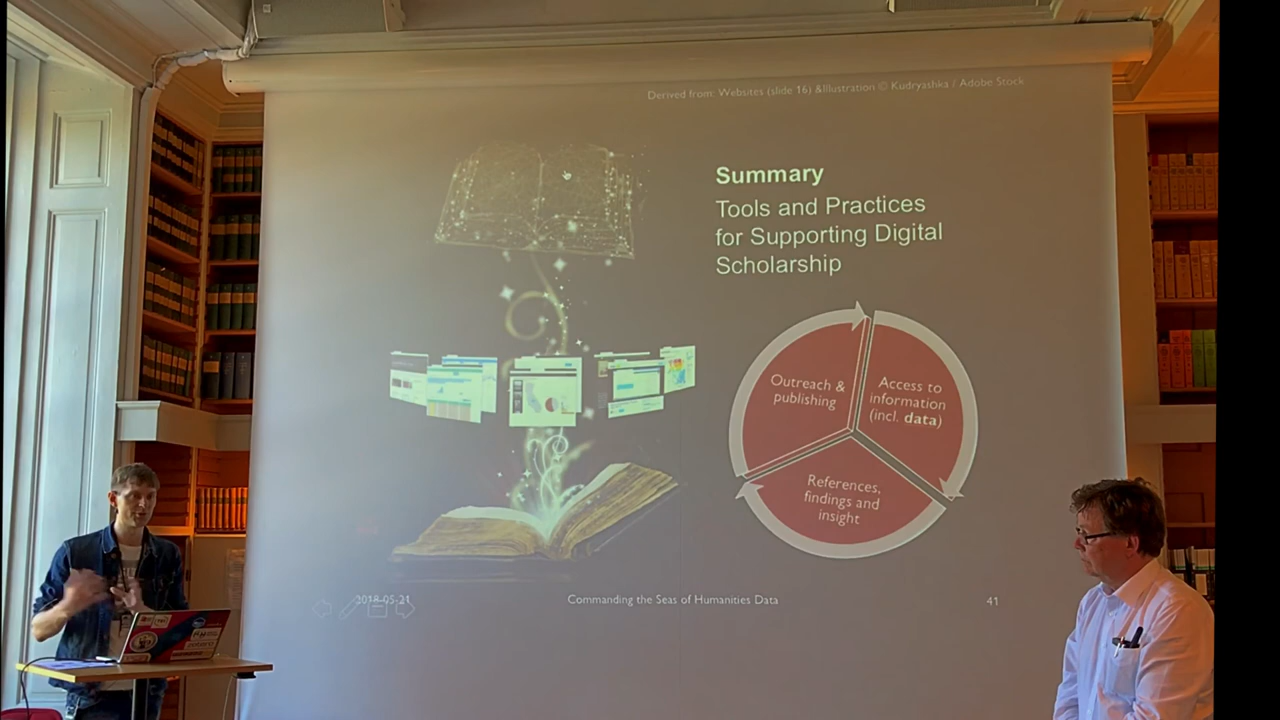 Derived from: Websites (slide 16) &Illustration © Kudryashka / Adobe Stock
Summary
Tools and Practices
for Supporting Digital
Scholarship
Outreach &
publishing
Access to
information
(incl. data)
References,
findings and
insight
2018-05-21
Commanding the Seas of Humanities Data
41